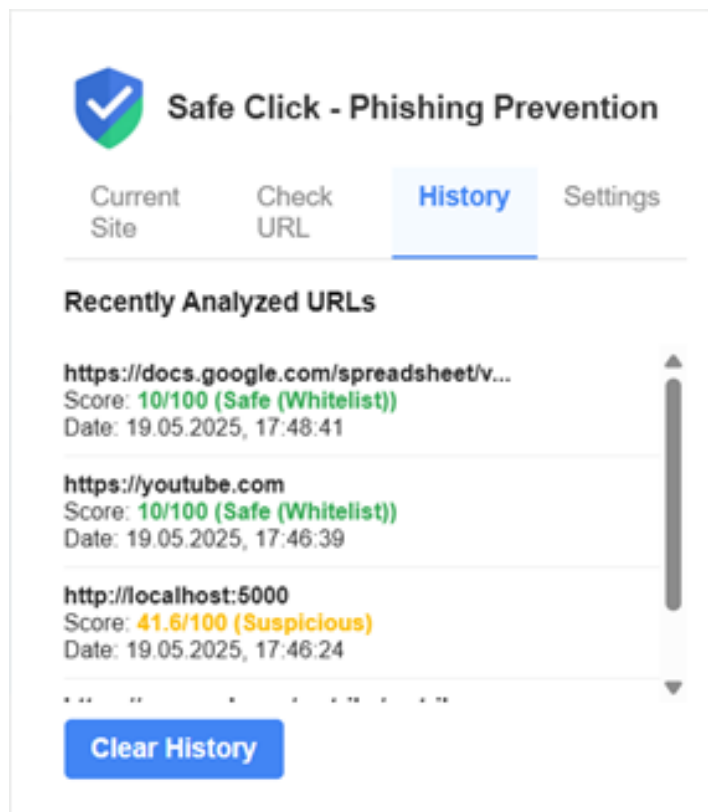 Safe Click - Phishing Prevention
Current Site
Check URL
History
Settings
Recently Analyzed URLs
https://docs.google.com/spreadsheet/v...
Score: 10/100 (Safe (Whitelist))
Date: 19.05.2025, 17:48:41
https://youtube.com
Score: 10/100 (Safe (Whitelist))
Date: 19.05.2025, 17:46:39
http://localhost:5000
Score: 41.6/100 (Suspicious)
Date: 19.05.2025, 17:46:24
Clear History